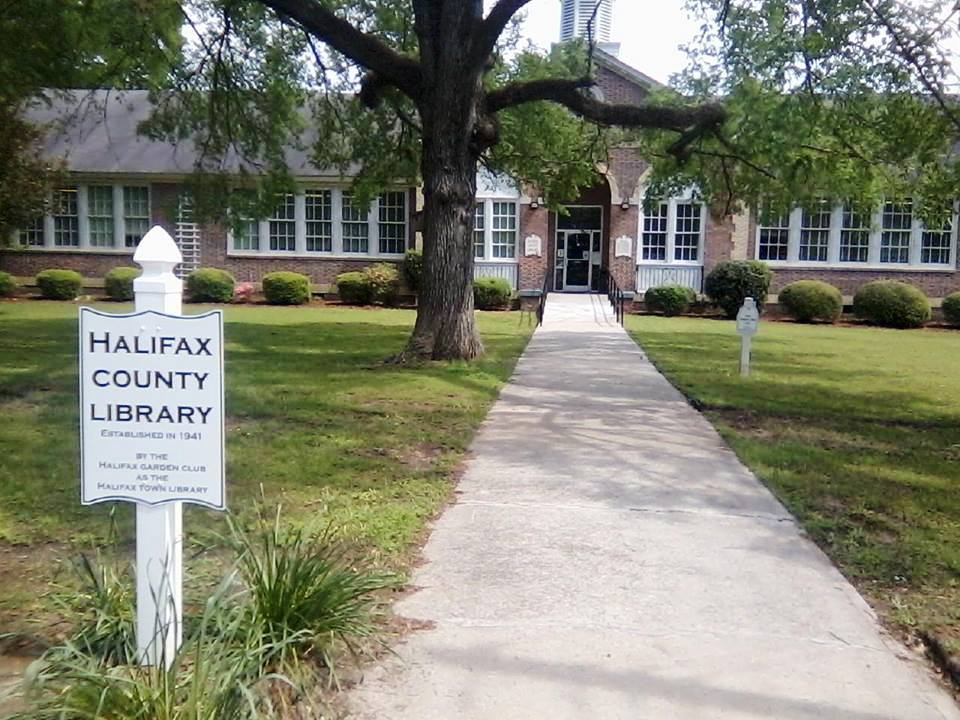 HALIFAX
COUNTY
LIBRARY
ESTABLISHED IN 1941
BY THE
HALIFAX GARDEN CLUB
AS THE
HALIFAX TOWN LIBRARY